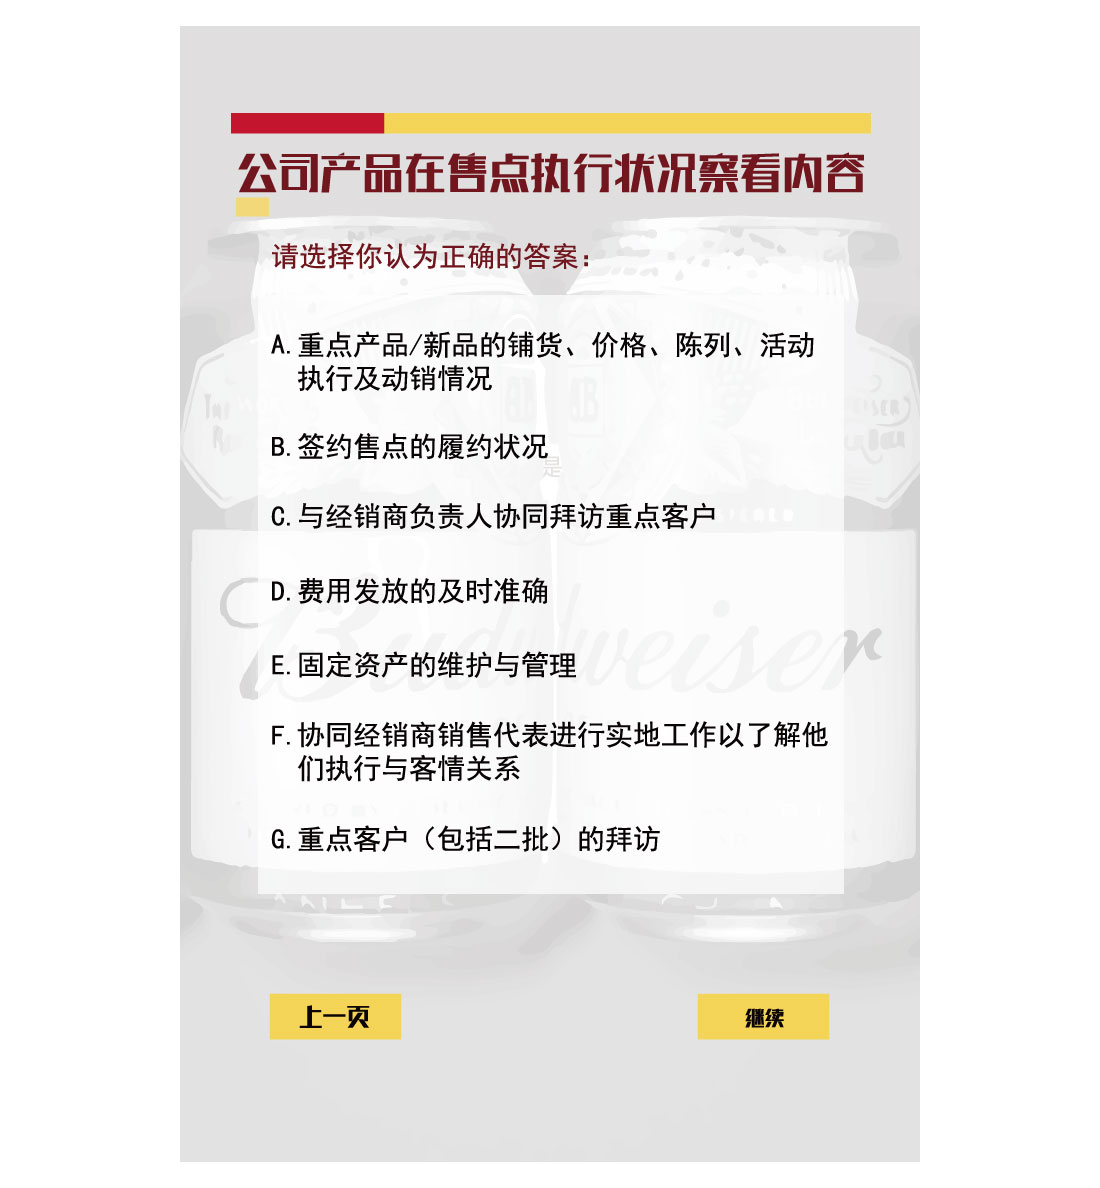 公司产品在售点执行状况察看内容
请选择你认为正确的答案：
A.重点产品/新品的铺货、价格、陈列、活动
执行及动销情况
B.签约售点的履约状况
是
C.与经销商负责人协同拜访重点客户
D.费用发放的及时准确
Budweiser
E.固定资产的维护与管理
F.协同经销商销售代表进行实地工作以了解他
们执行与客情关系
G.重点客户（包括二批）的拜访
上一页
继续